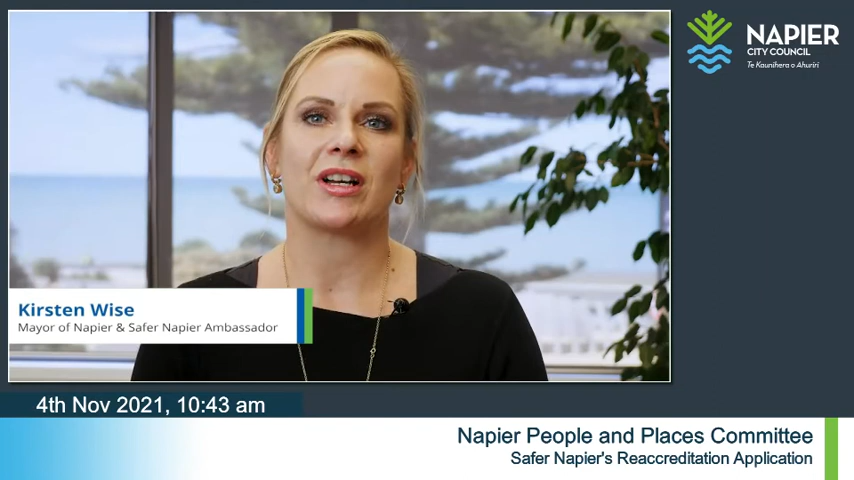 NAPIER
CITY COUNCIL
Te Kaunihera o Ahuriri
Kirsten Wise
Mayor of Napier & Safer Napier Ambassador
4th Nov 2021, 10:43 am
Napier People and Places Committee
Safer Napier's Reaccreditation Application